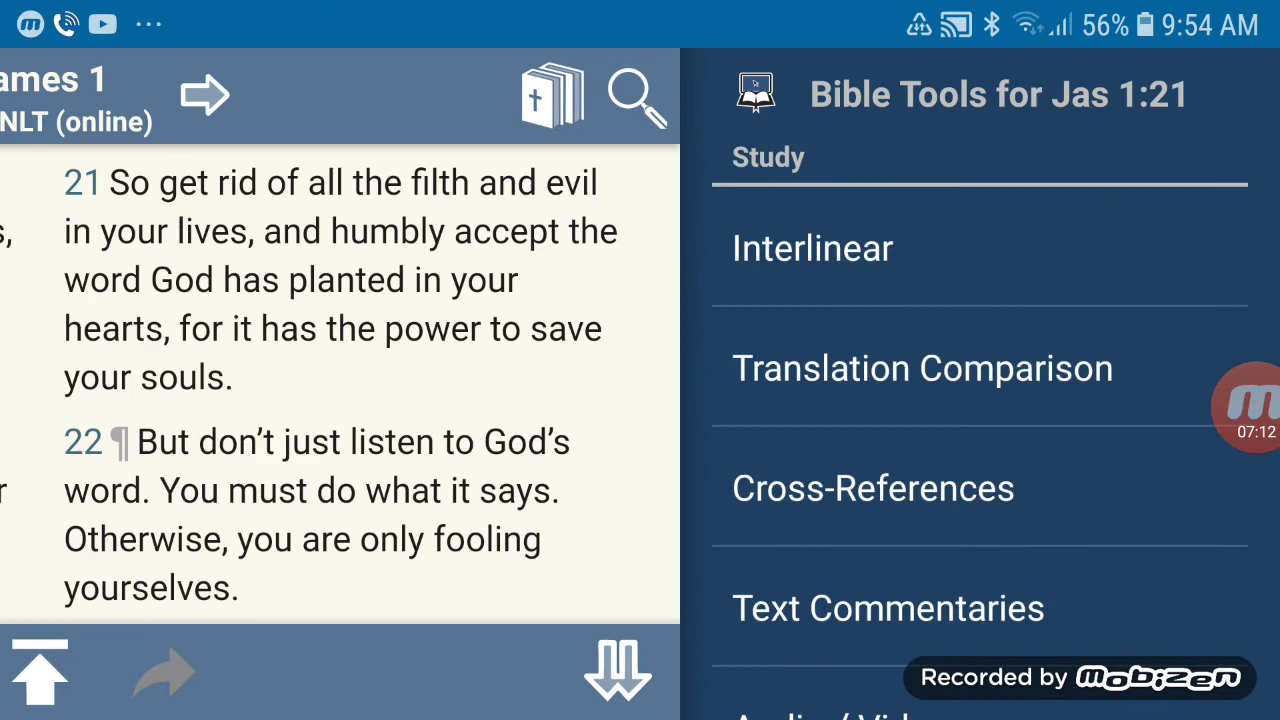 56% 9:54 AM
ames 1
NLT (online)
21 So get rid of all the filth and evil
s, in your lives, and humbly accept the
word God has planted in your
hearts, for it has the power to save
your souls.
22 ¶ But don’t just listen to God’s
r word. You must do what it says.
Otherwise, you are only fooling
yourselves.
Bible Tools for Jas 1:21
Study
Interlinear
Translation Comparison
Cross-References
Text Commentaries
07:12
Recorded by mobizen